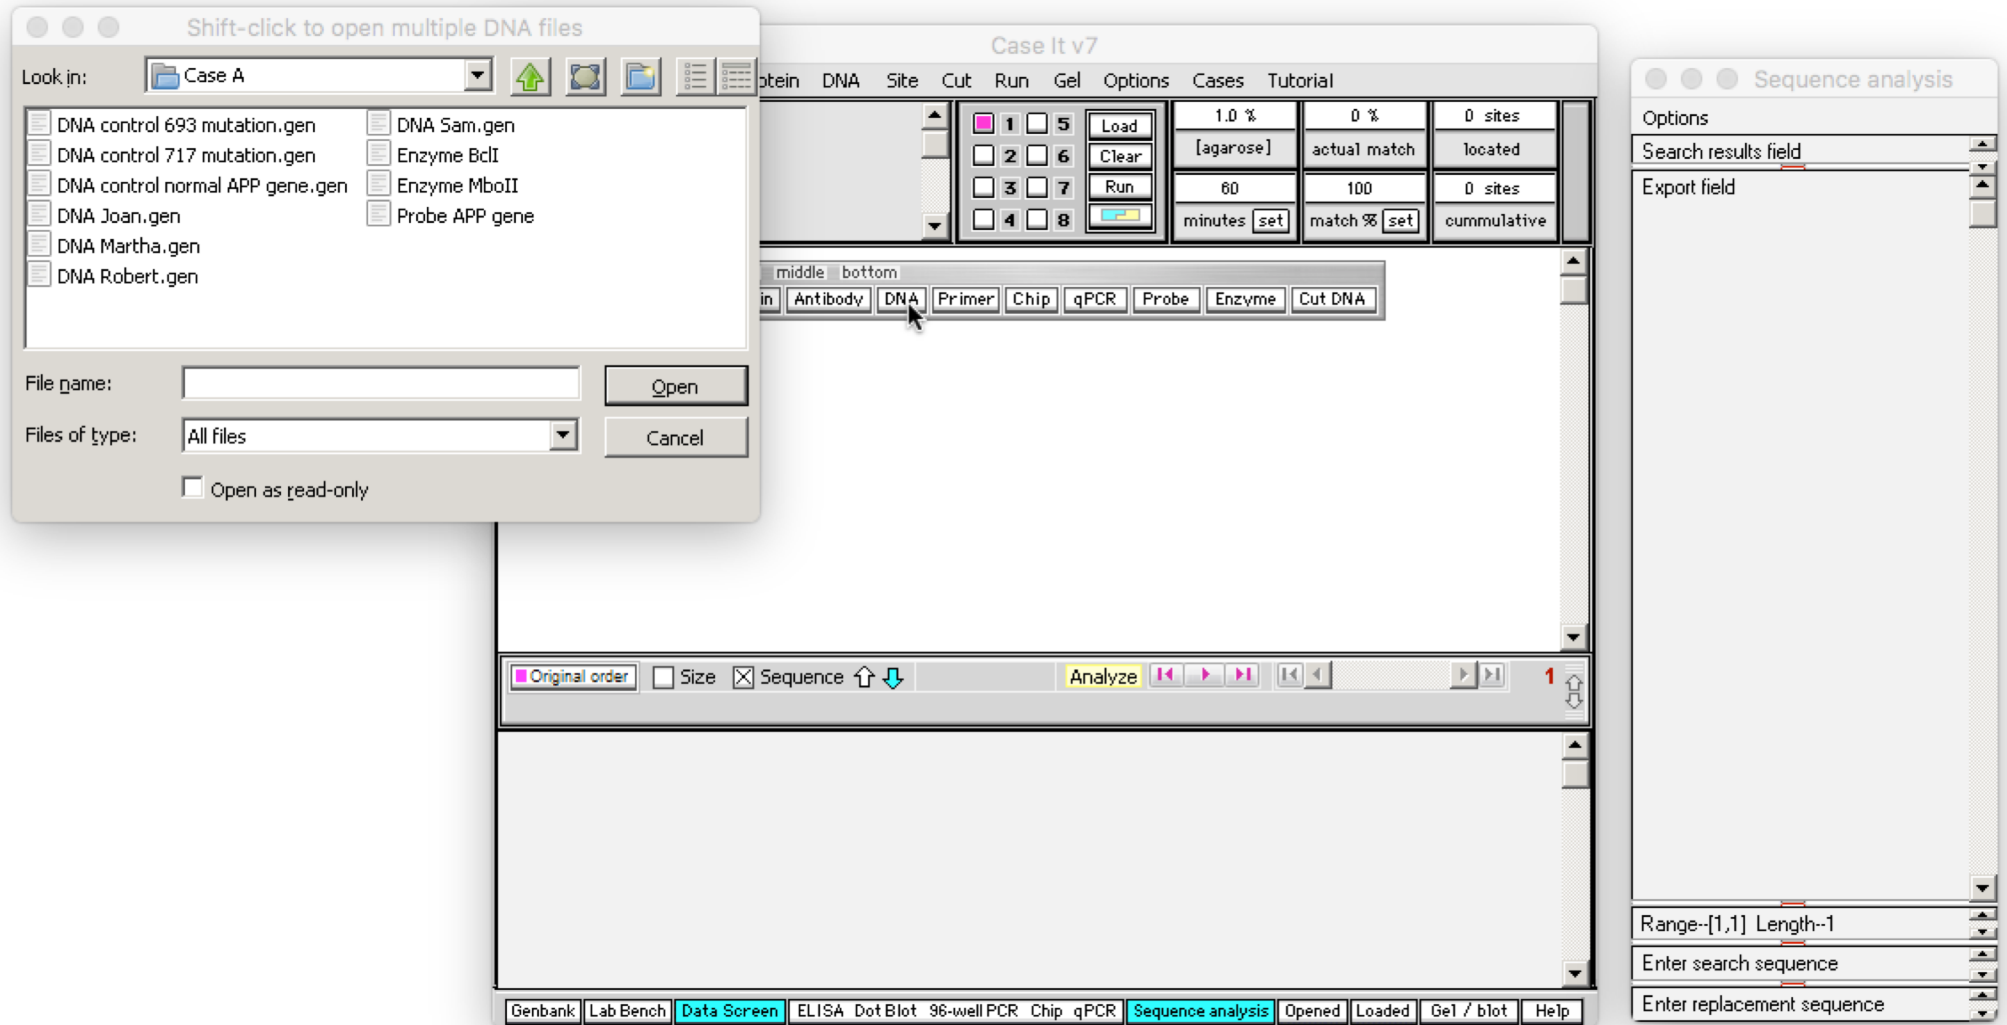 Shift-click to open multiple DNA files
Look in:
Case A
DNA control 693 mutation.gen
DNA control 717 mutation.gen
DNA control normal APP gene.gen
DNA Joan.gen
DNA Martha.gen
DNA Robert.gen
DNA Sam.gen
Enzyme BclI
Enzyme MboII
Probe APP gene
File name:
Open
Files of type:
All files
Cancel
Open as read-only
Case It v7
otein DNA Site Cut Run Gel Options Cases Tutorial
1 5 Load
2 6 Clear
3 7 Run
4 8
1.0 %
[agarose]
60
minutes set
0 %
actual match
100
match % set
0 sites
located
0 sites
cummulative
middle bottom
in Antibody DNA Primer Chip qPCR Probe Enzyme Cut DNA
Original order Size Sequence Analyze 1
Genbank Lab Bench Data Screen ELISA Dot Blot 96-well PCR Chip qPCR Sequence analysis Opened Loaded Gel / blot Help
Sequence analysis
Options
Search results field
Export field
Range--[1,1] Length--1
Enter search sequence
Enter replacement sequence